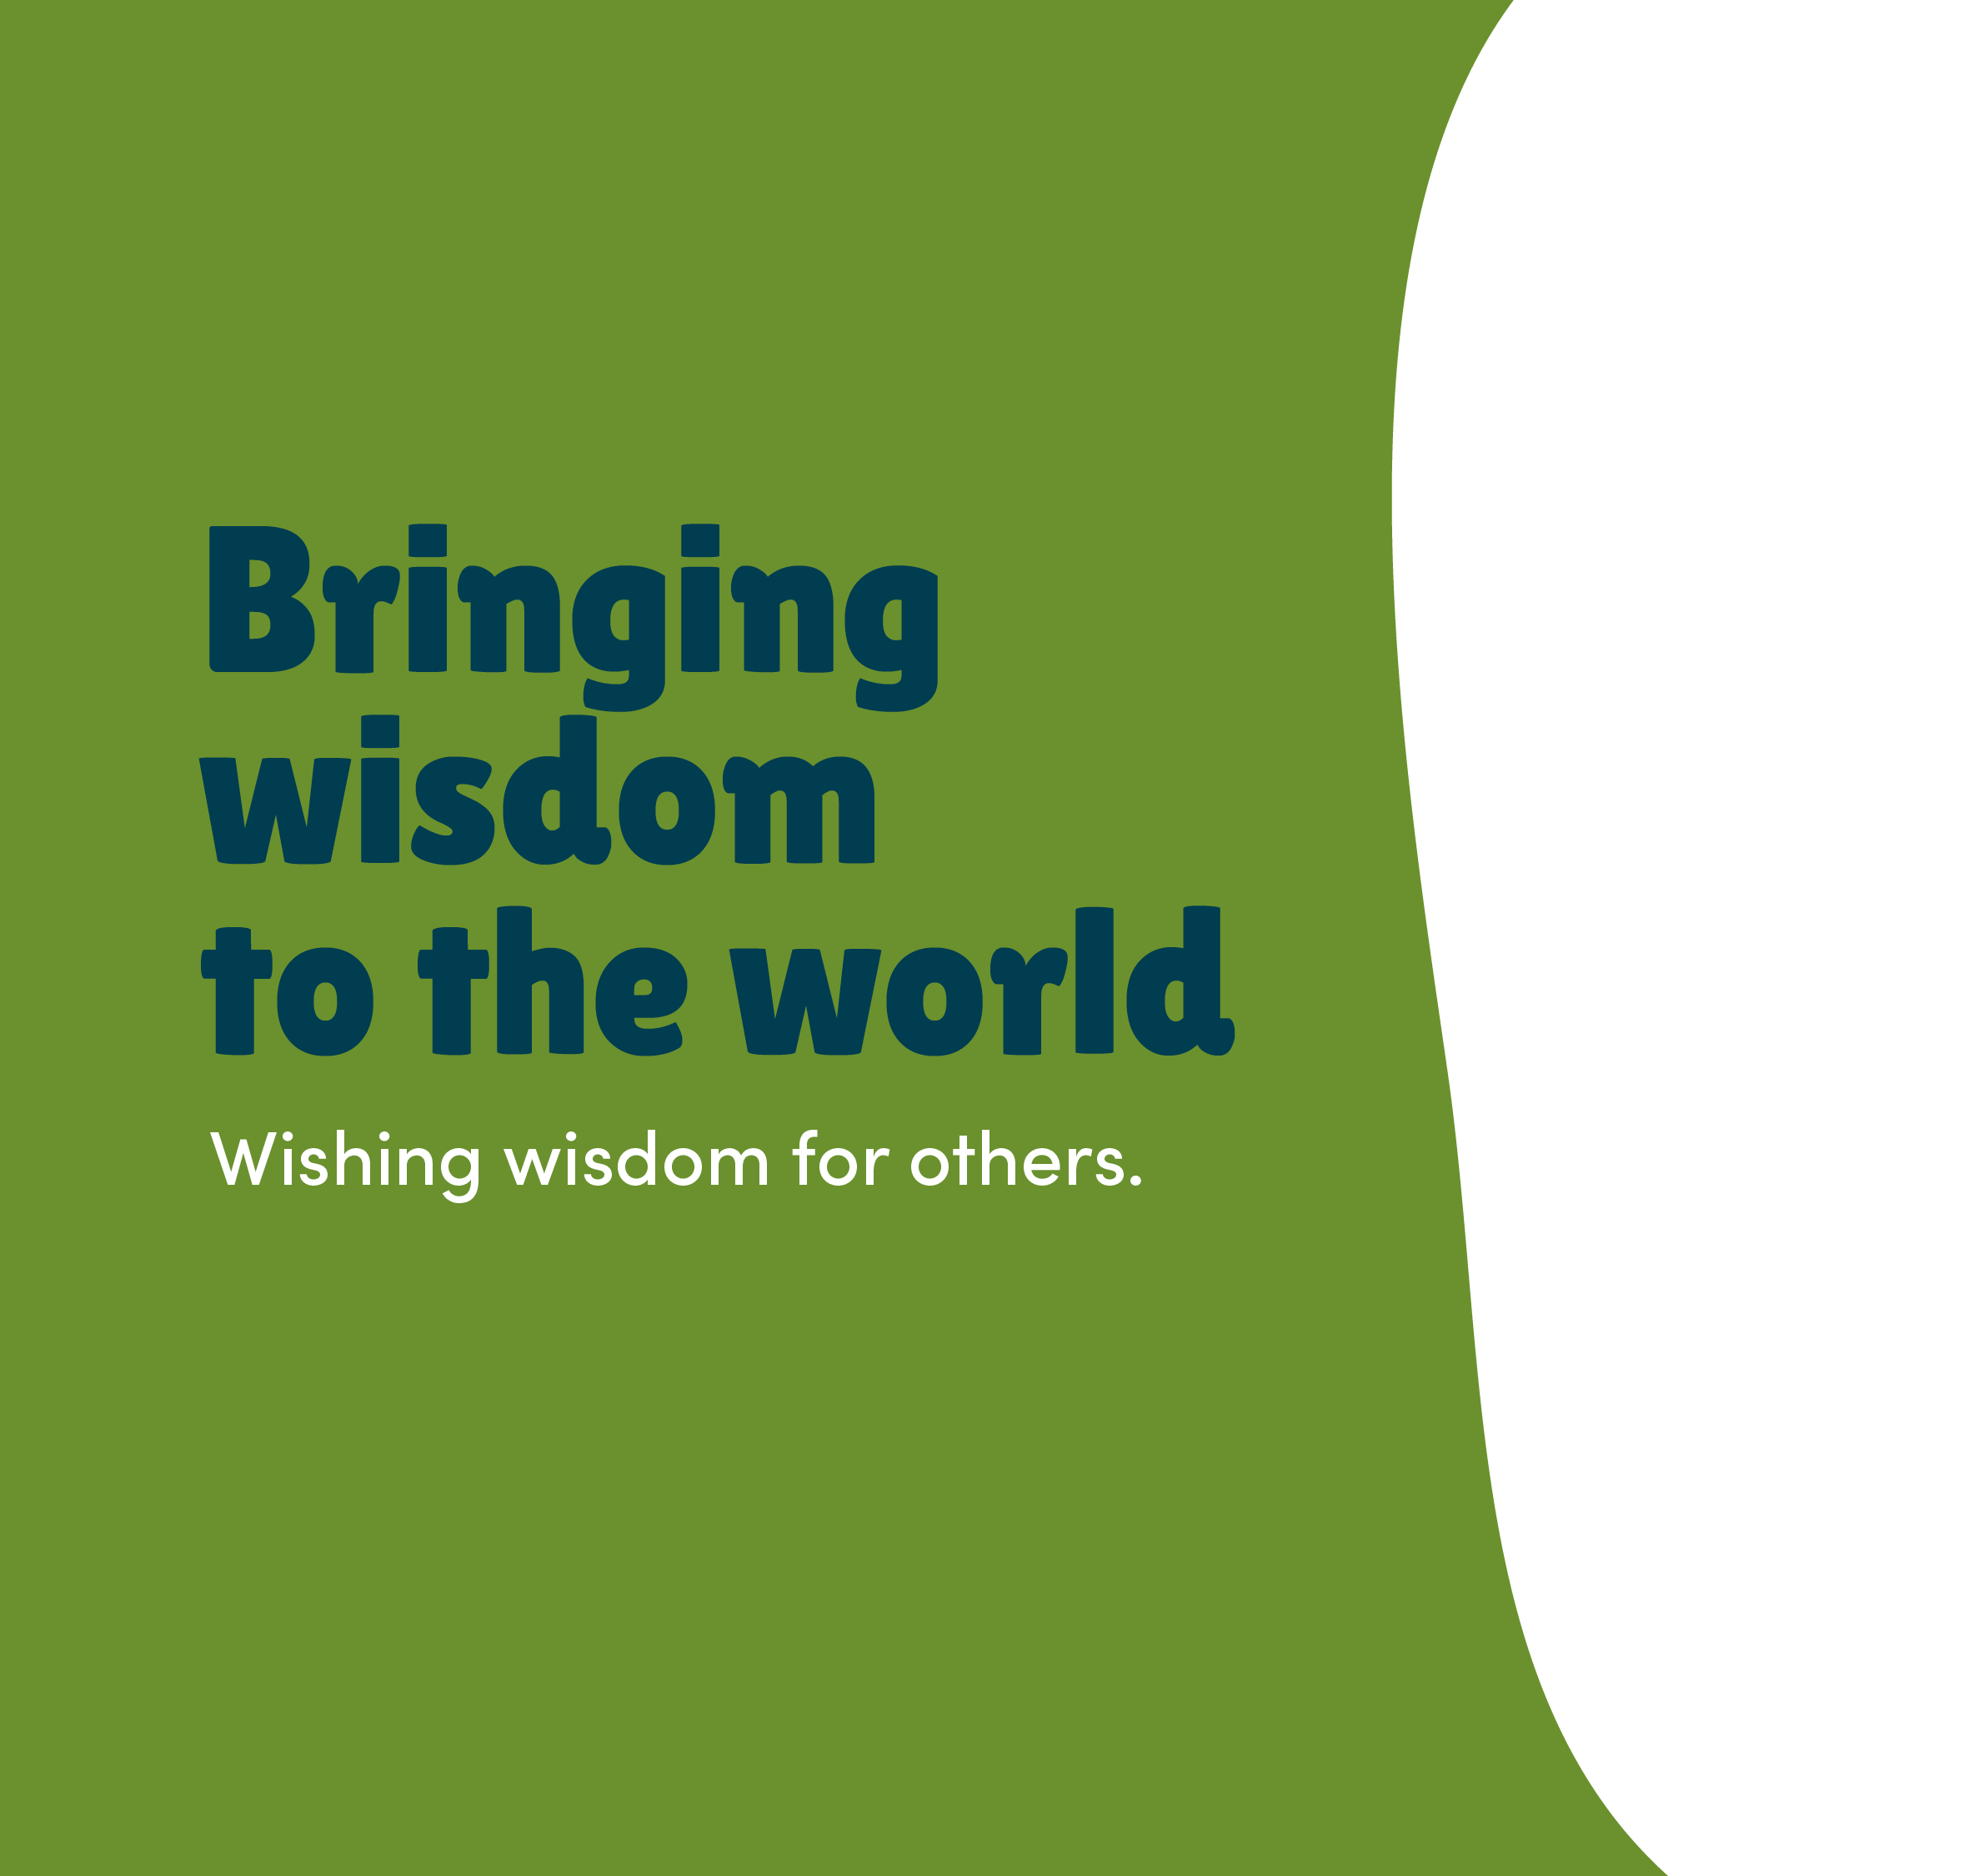 Bringing
wisdom
to the world
Wishing wisdom for others.